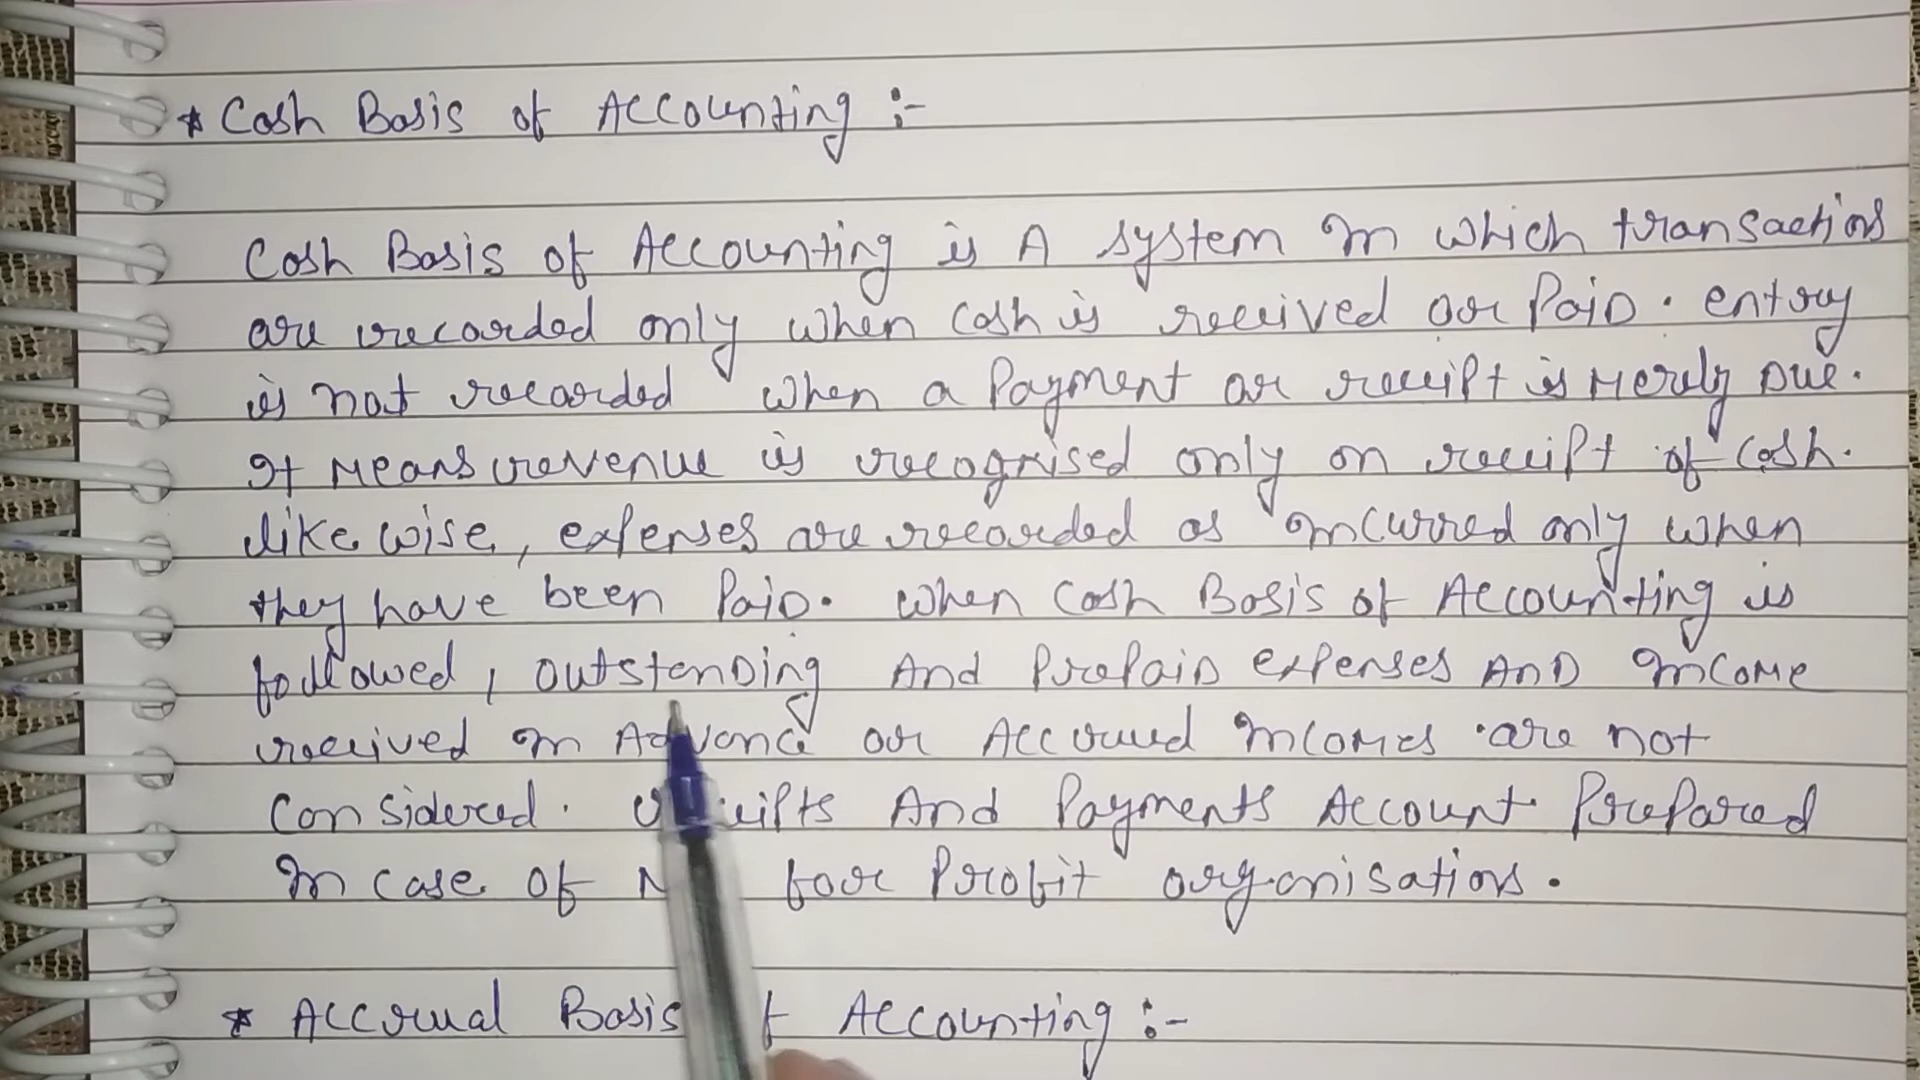 * Cash Basis of Accounting :-
Cash Basis of Accounting is A system in which transactions
are recorded only when cash is received or Paid. entry
is not recorded when a Payment or receipt is Merely Due.
It Means revenue is recognised only on receipt of cash.
like wise, expenses are recorded as incurred only when
they have been Paid. when cash Basis of Accounting is
followed, outstanding And Prepaid expenses AND income
received in Advance or Accrued incomes are not
considered. And Payments Account Prepared
in case of for Profit organisations.
* Accrual Basis Accounting :-